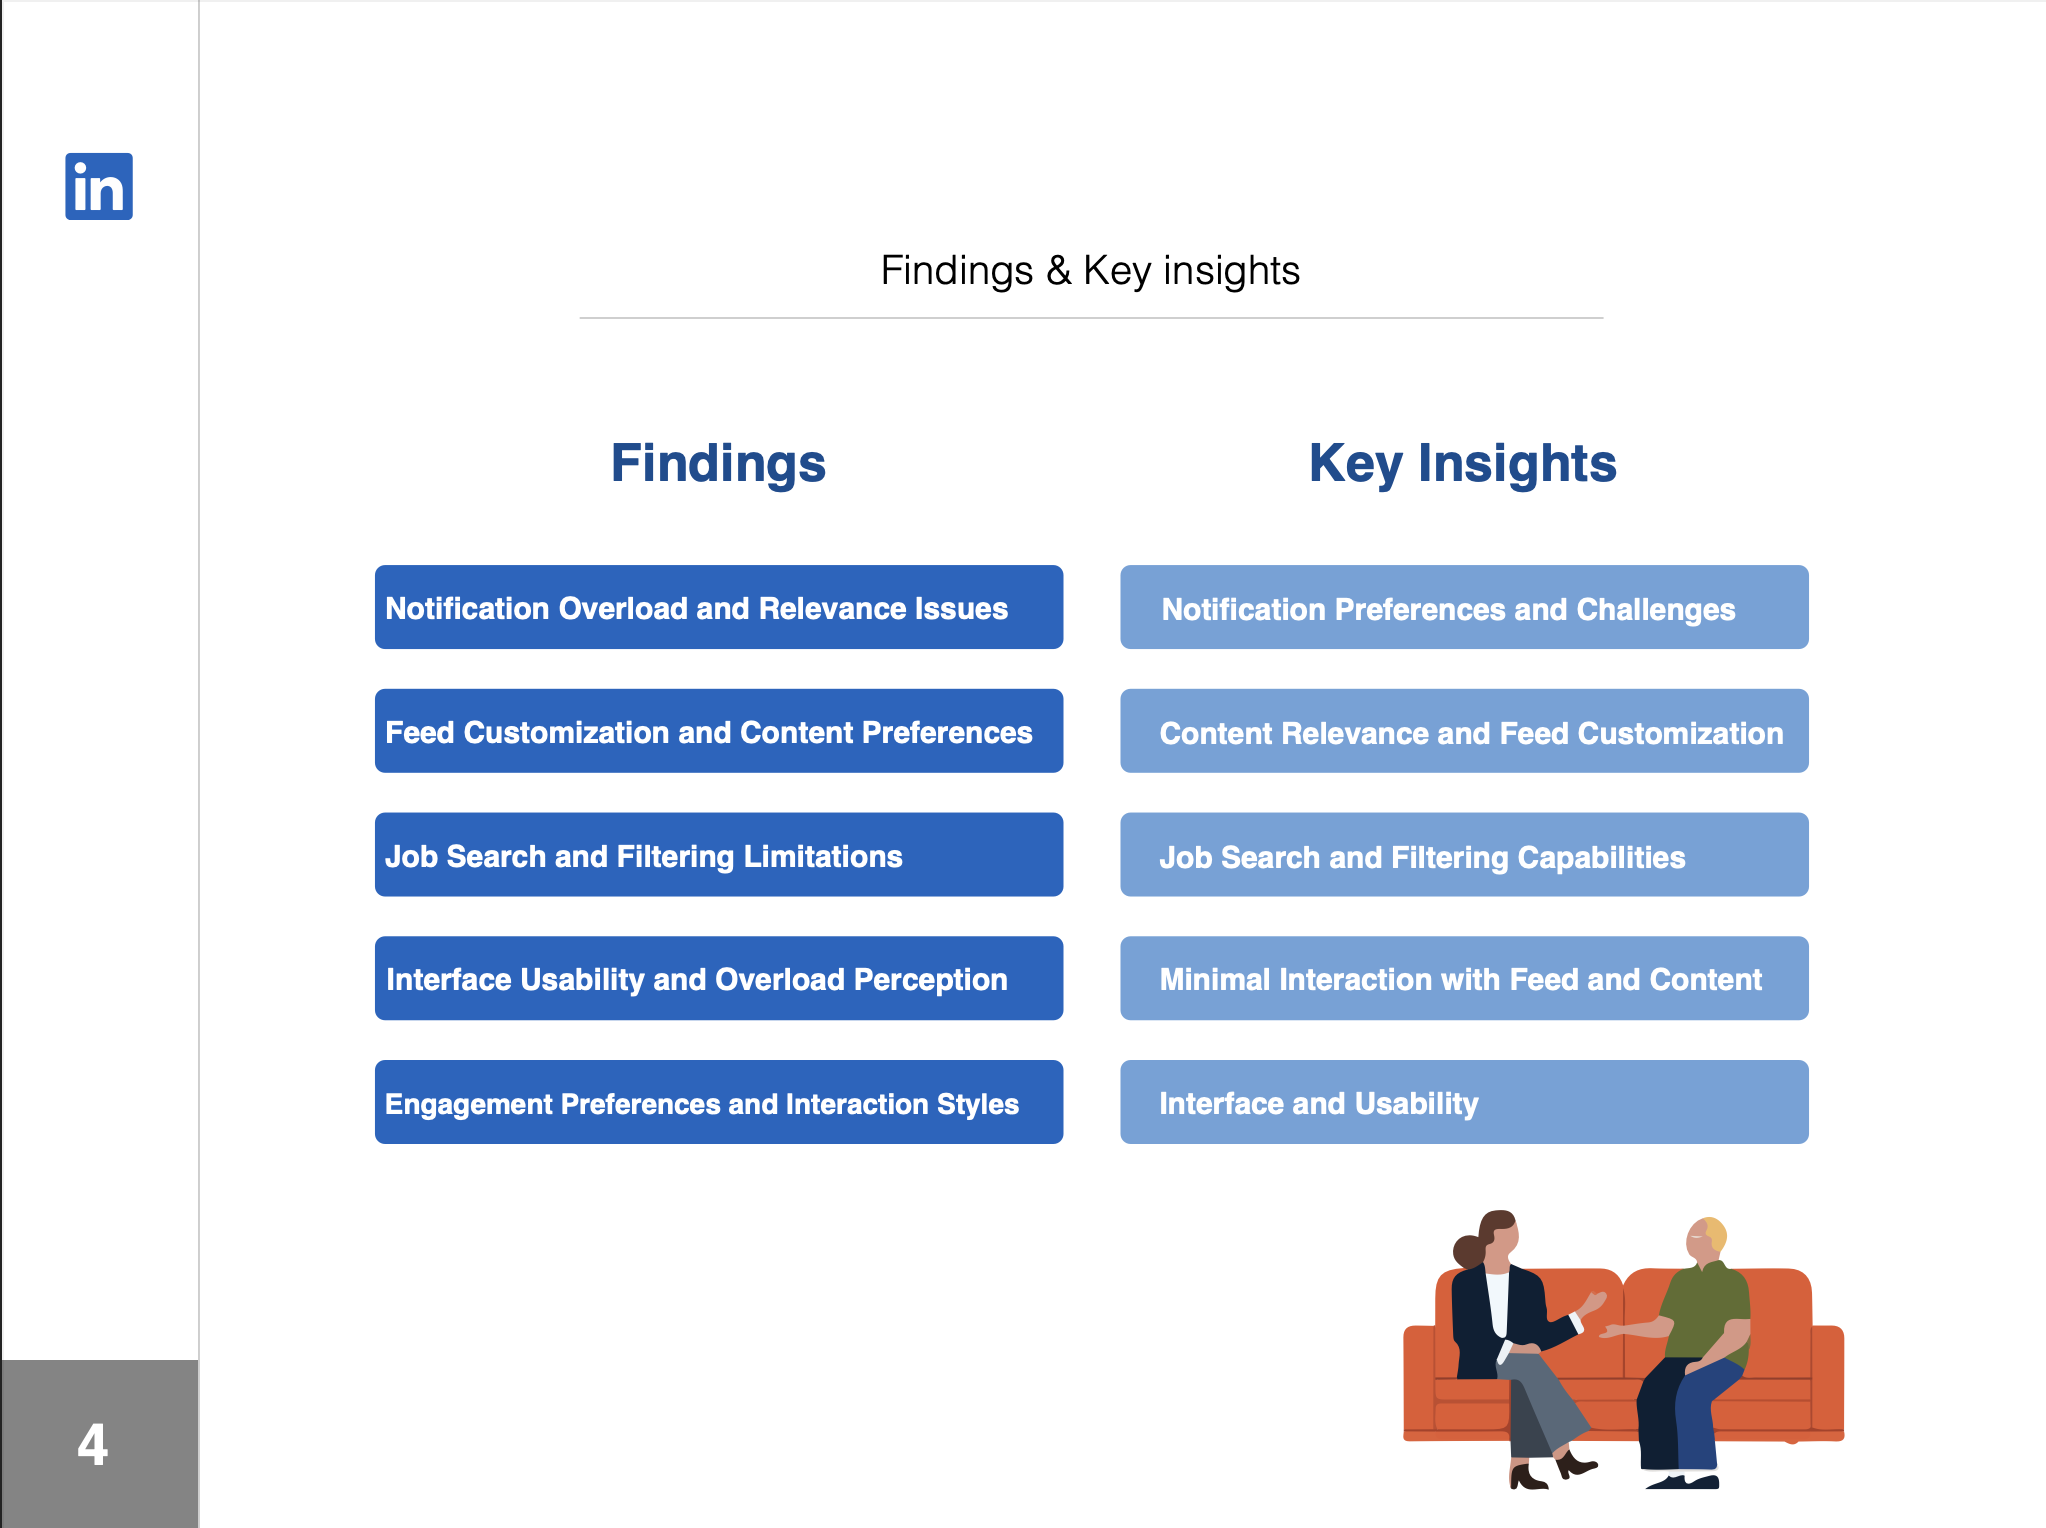 in
Findings & Key insights
Findings
Key Insights
Notification Overload and Relevance Issues
Notification Preferences and Challenges
Feed Customization and Content Preferences
Content Relevance and Feed Customization
Job Search and Filtering Limitations
Job Search and Filtering Capabilities
Interface Usability and Overload Perception
Minimal Interaction with Feed and Content
Engagement Preferences and Interaction Styles
Interface and Usability
4